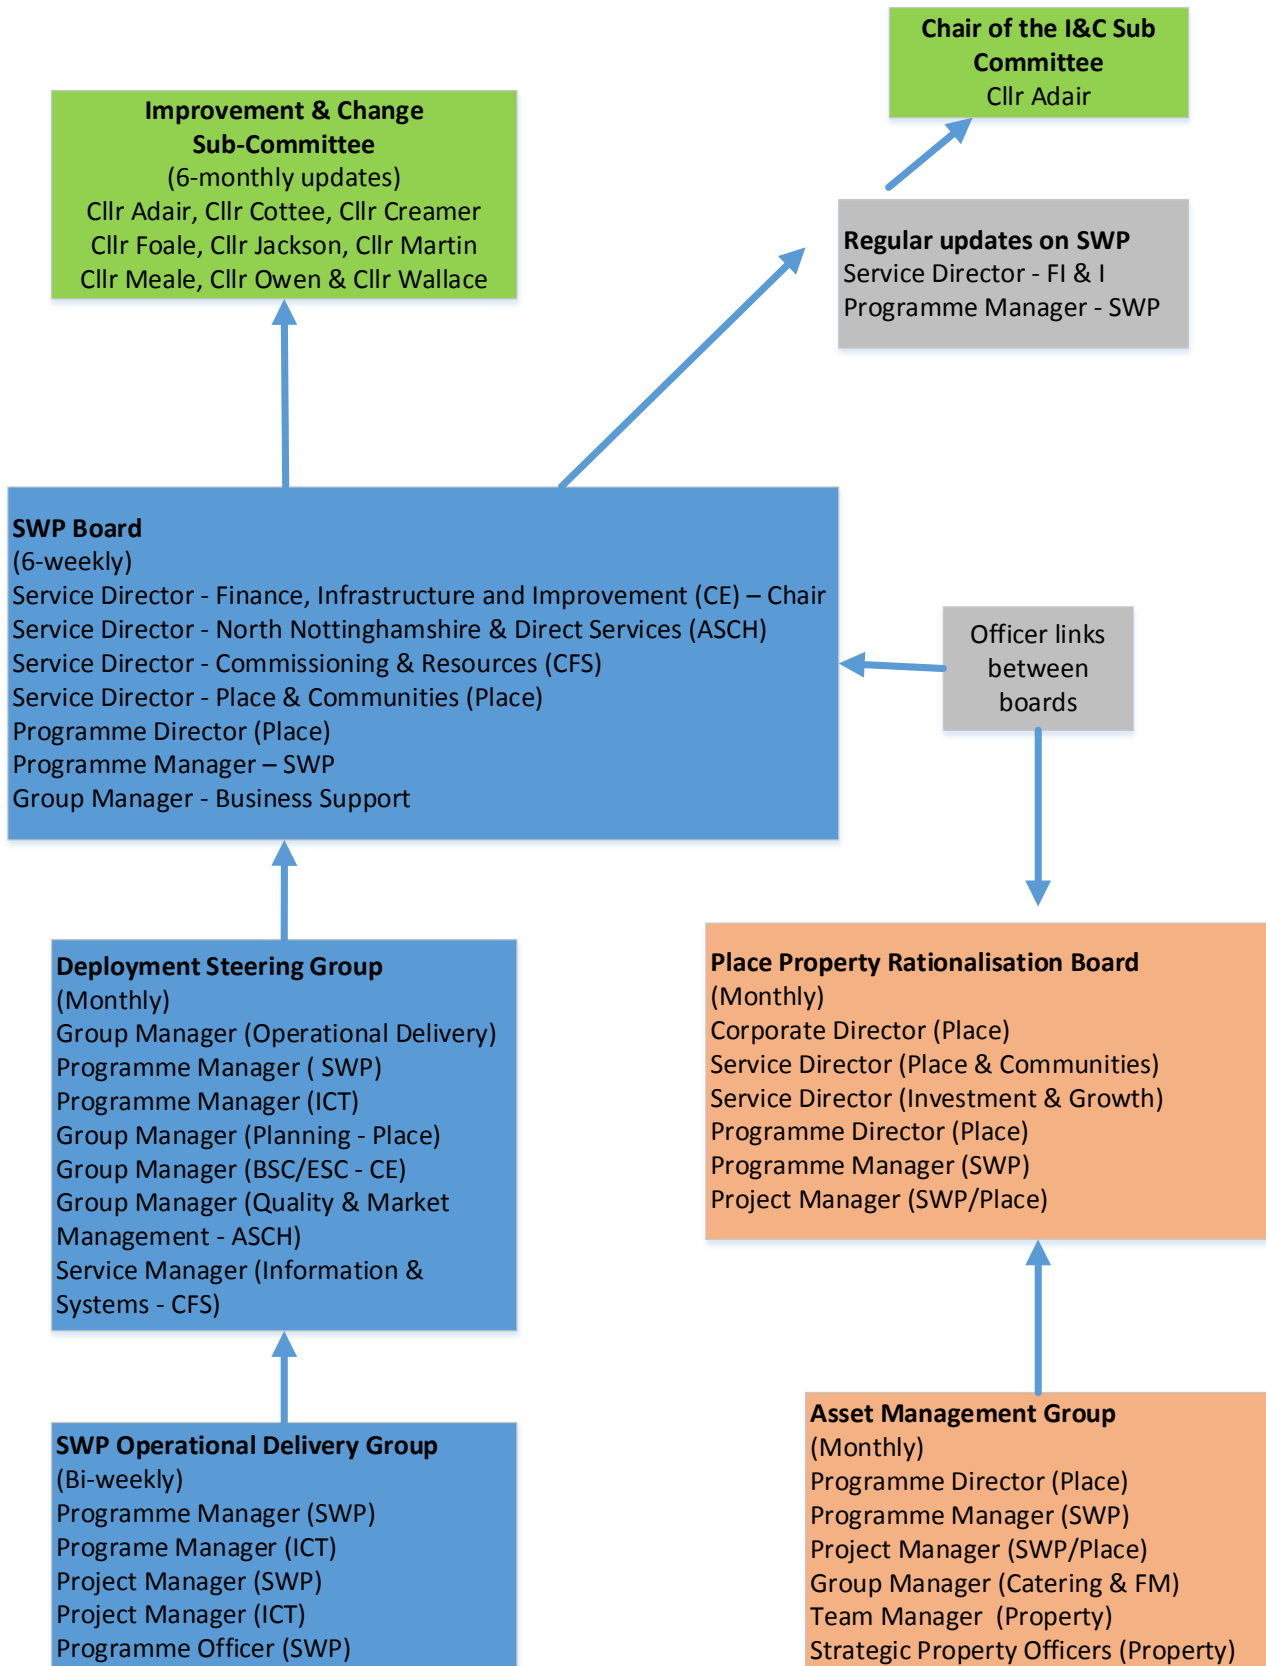 Chair of the I&C Sub
Committee
Cllr Adair
Improvement & Change
Sub-Committee
(6-monthly updates)
Cllr Adair, Cllr Cottee, Cllr Creamer
Cllr Foale, Cllr Jackson, Cllr Martin
Cllr Meale, Cllr Owen & Cllr Wallace
Regular updates on SWP
Service Director - FI & I
Programme Manager - SWP
SWP Board
(6-weekly)
Service Director - Finance, Infrastructure and Improvement (CE) – Chair
Service Director - North Nottinghamshire & Direct Services (ASCH)
Service Director - Commissioning & Resources (CFS)
Service Director - Place & Communities (Place)
Programme Director (Place)
Programme Manager – SWP
Group Manager - Business Support
Officer links
between
boards
Deployment Steering Group
(Monthly)
Group Manager (Operational Delivery)
Programme Manager ( SWP)
Programme Manager (ICT)
Group Manager (Planning - Place)
Group Manager (BSC/ESC - CE)
Group Manager (Quality & Market
Management - ASCH)
Service Manager (Information &
Systems - CFS)
Place Property Rationalisation Board
(Monthly)
Corporate Director (Place)
Service Director (Place & Communities)
Service Director (Investment & Growth)
Programme Director (Place)
Programme Manager (SWP)
Project Manager (SWP/Place)
SWP Operational Delivery Group
(Bi-weekly)
Programme Manager (SWP)
Programe Manager (ICT)
Project Manager (SWP)
Project Manager (ICT)
Programme Officer (SWP)
Asset Management Group
(Monthly)
Programme Director (Place)
Programme Manager (SWP)
Project Manager (SWP/Place)
Group Manager (Catering & FM)
Team Manager  (Property)
Strategic Property Officers (Property)